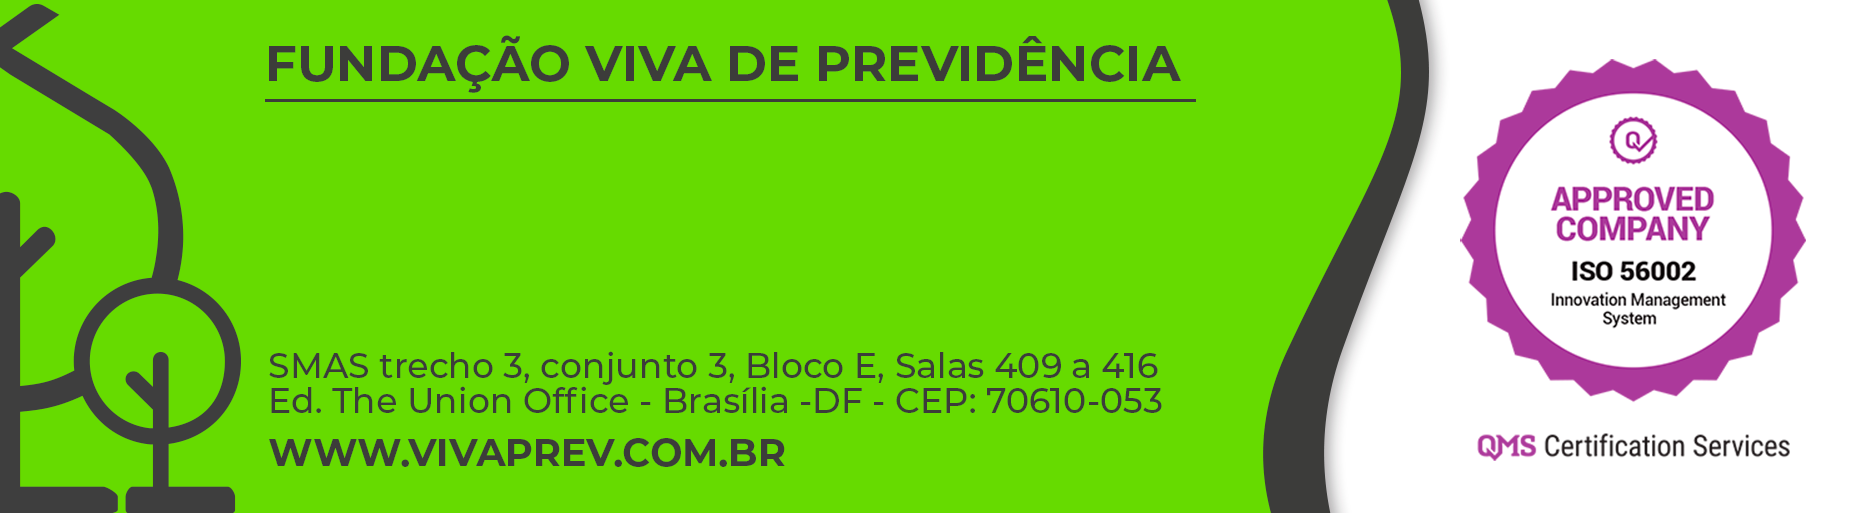 FUNDAÇÃO VIVA DE PREVIDÊNCIA
SMAS trecho 3, conjunto 3, Bloco E, Salas 409 a 416
Ed. The Union Office - Brasília -DF - CEP: 70610-053
WWW.VIVAPREV.COM.BR
Q
APPROVED
COMPANY
ISO 56002
Innovation Management
System
QMS Certification Services